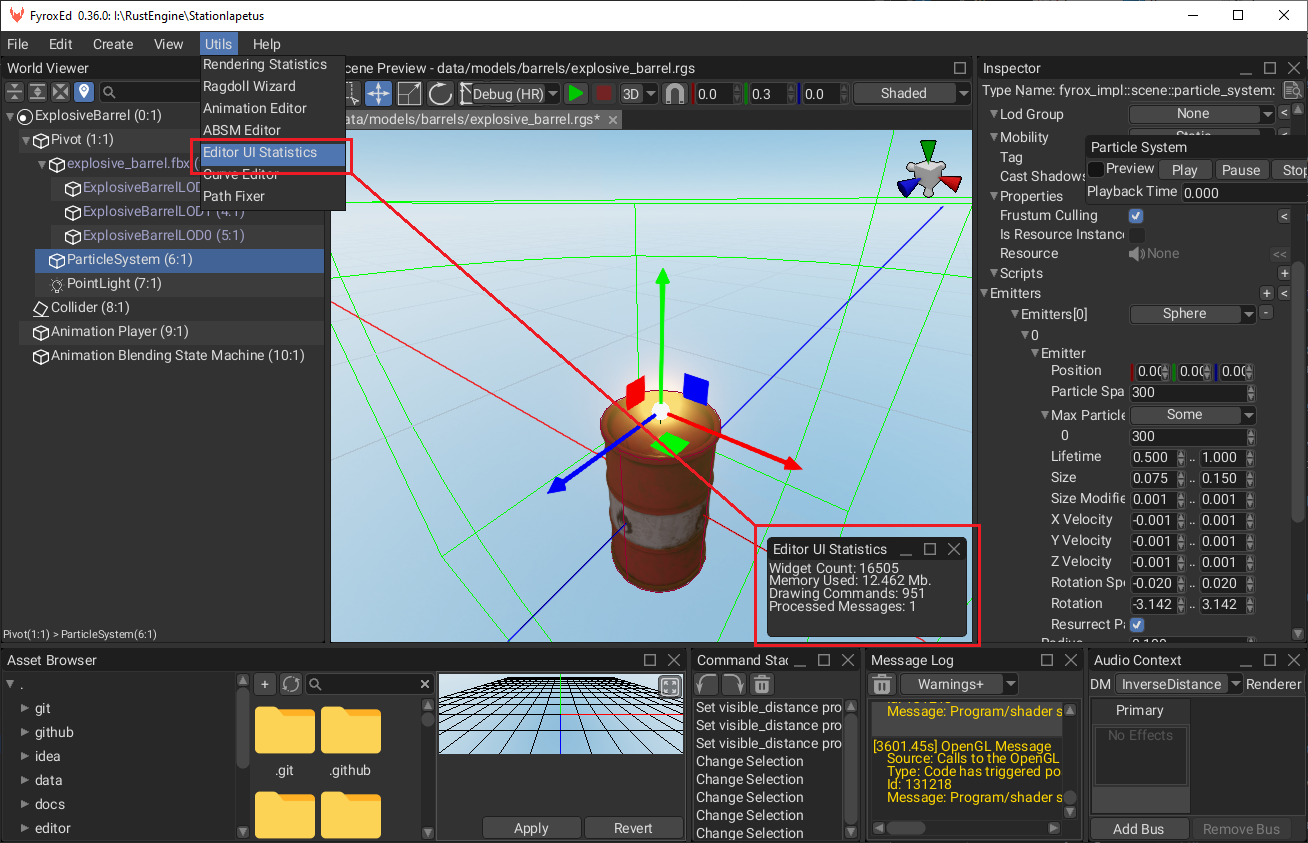 FyroxEd 0.36.0: I:\RustEngine\StationIapetus
File Edit Create View Utils Help
World Viewer
ExplosiveBarrel (0:1)
Pivot (1:1)
explosive_barrel.fbx
ExplosiveBarrelLOD
ExplosiveBarrelLOD1 (4:1)
ExplosiveBarrelLOD0 (5:1)
ParticleSystem (6:1)
PointLight (7:1)
Collider (8:1)
Animation Player (9:1)
Animation Blending State Machine (10:1)
Pivot(1:1) > ParticleSystem(6:1)
Rendering Statistics
Ragdoll Wizard
Animation Editor
ABSM Editor
Editor UI Statistics
Curve Editor
Path Fixer
cene Preview - data/models/barrels/explosive_barrel.rgs
Debug (HR) 3D 0.0 0.3 0.0 Shaded
ata/models/barrels/explosive_barrel.rgs*
Editor UI Statistics
Widget Count: 16505
Memory Used: 12.462 Mb.
Drawing Commands: 951
Processed Messages: 1
Inspector
Type Name: fyrox_impl::scene::particle_system:
Lod Group None <
Mobility
Tag
Cast Shadows
Particle System
Preview Play Pause Stop
Playback Time 0.000
Properties
Frustum Culling <
Is Resource Instance
Resource None <<
Scripts +
Emitters + <
Emitters[0] Sphere -
0
Emitter
Position 0.00 0.00 0.00
Particle Spa 300
Max Particle Some
0 300
Lifetime 0.500 .. 1.000
Size 0.075 .. 0.150
Size Modifie 0.001 .. 0.001
X Velocity -0.001 .. 0.001
Y Velocity -0.001 .. 0.001
Z Velocity -0.001 .. 0.001
Rotation Spe -0.020 .. 0.020
Rotation -3.142 .. 3.142
Resurrect Pa
Radius 0.100
Asset Browser
.
git
github
idea
data
docs
editor
+
.git .github
Apply Revert
Command Stac
Set visible_distance pro
Set visible_distance pro
Set visible_distance pro
Change Selection
Change Selection
Change Selection
Change Selection
Change Selection
Message Log
Warnings+
Message: Program/shader s
[3601.45s] OpenGL Message
Source: Calls to the OpenGL
Type: Code has triggered po
Id: 131218
Message: Program/shader s
Audio Context
DM InverseDistance Renderer
Primary
No Effects
Add Bus Remove Bus